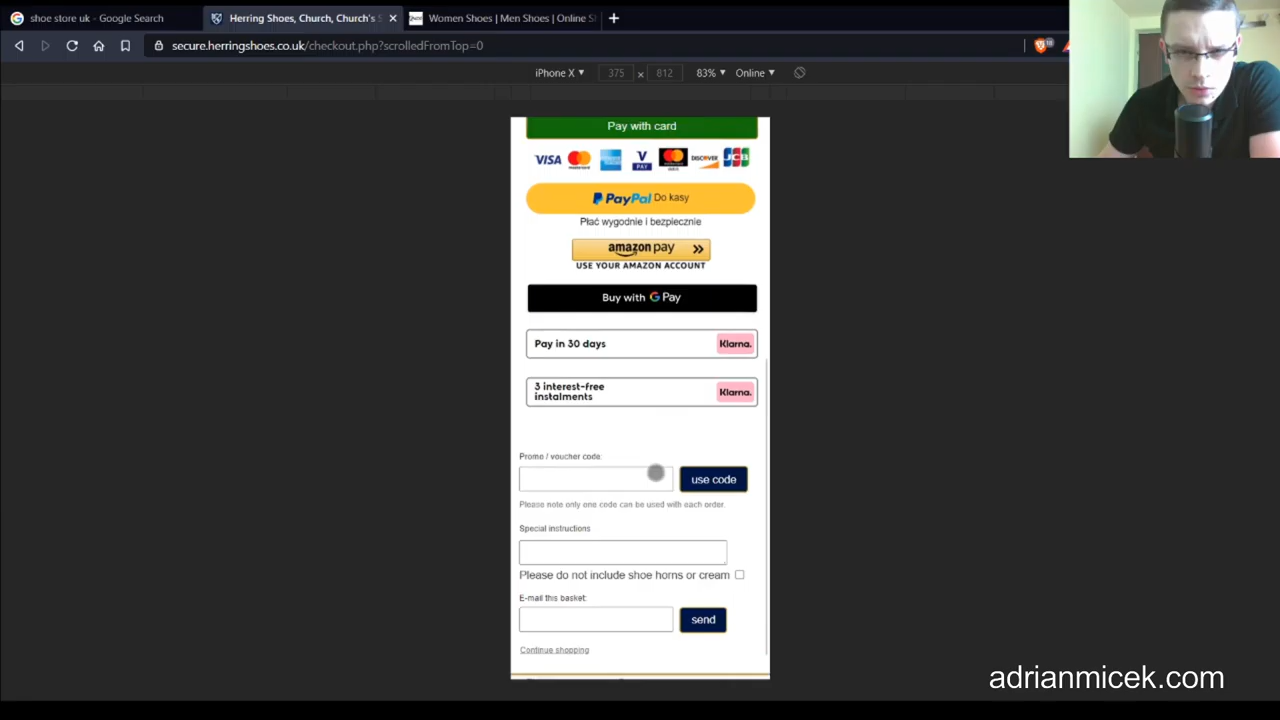 shoe store uk - Google Search
Herring Shoes, Church, Church's S
Women Shoes | Men Shoes | Online S
secure.herringshoes.co.uk/checkout.php?scrolledFromTop=0
iPhone X 375 x 812 83% Online
Pay with card
VISA V PAY DISCOVER JCB
PayPal Do kasy
Płać wygodnie i bezpiecznie
amazon pay
USE YOUR AMAZON ACCOUNT
Buy with G Pay
Pay in 30 days Klarna.
3 interest-free
instalments Klarna.
Promo / voucher code:
use code
Please note only one code can be used with each order.
Special instructions
Please do not include shoe horns or cream
E-mail this basket:
send
Continue shopping
adrianmicek.com